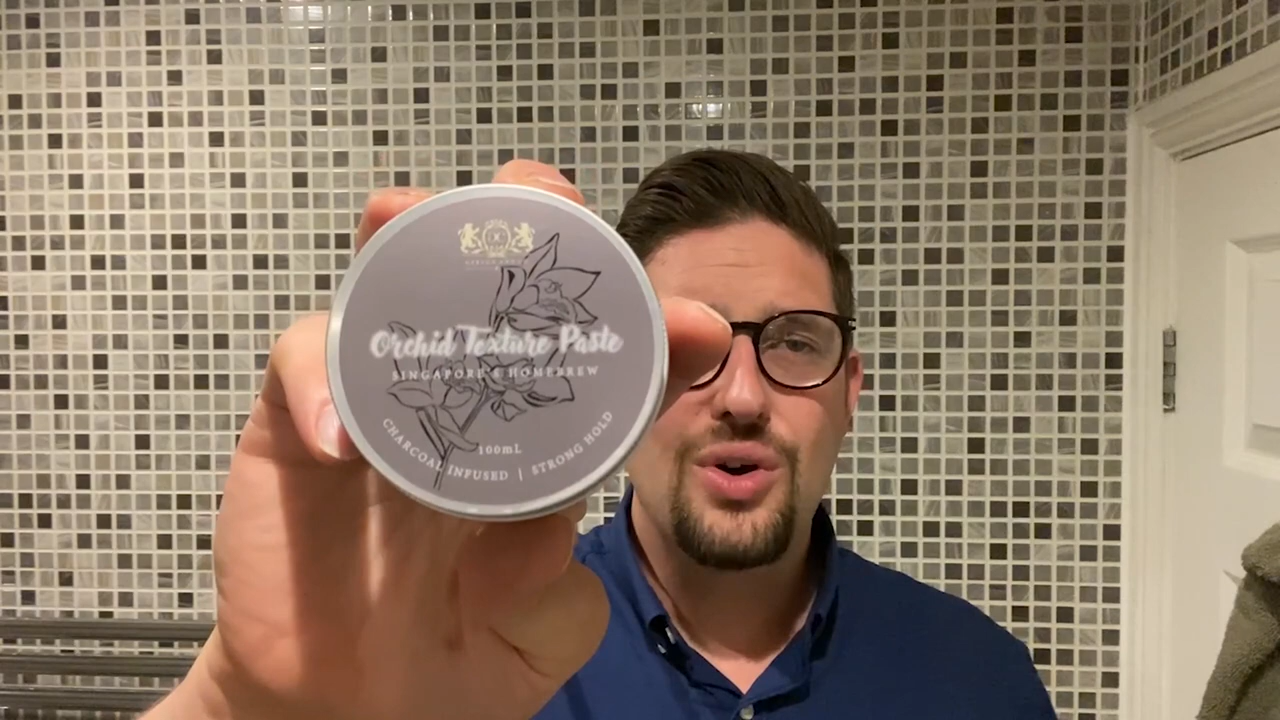 Orchid Texture Paste
SINGAPORE'S HOMEBREW
100mL
CHARCOAL INFUSED | STRONG HOLD